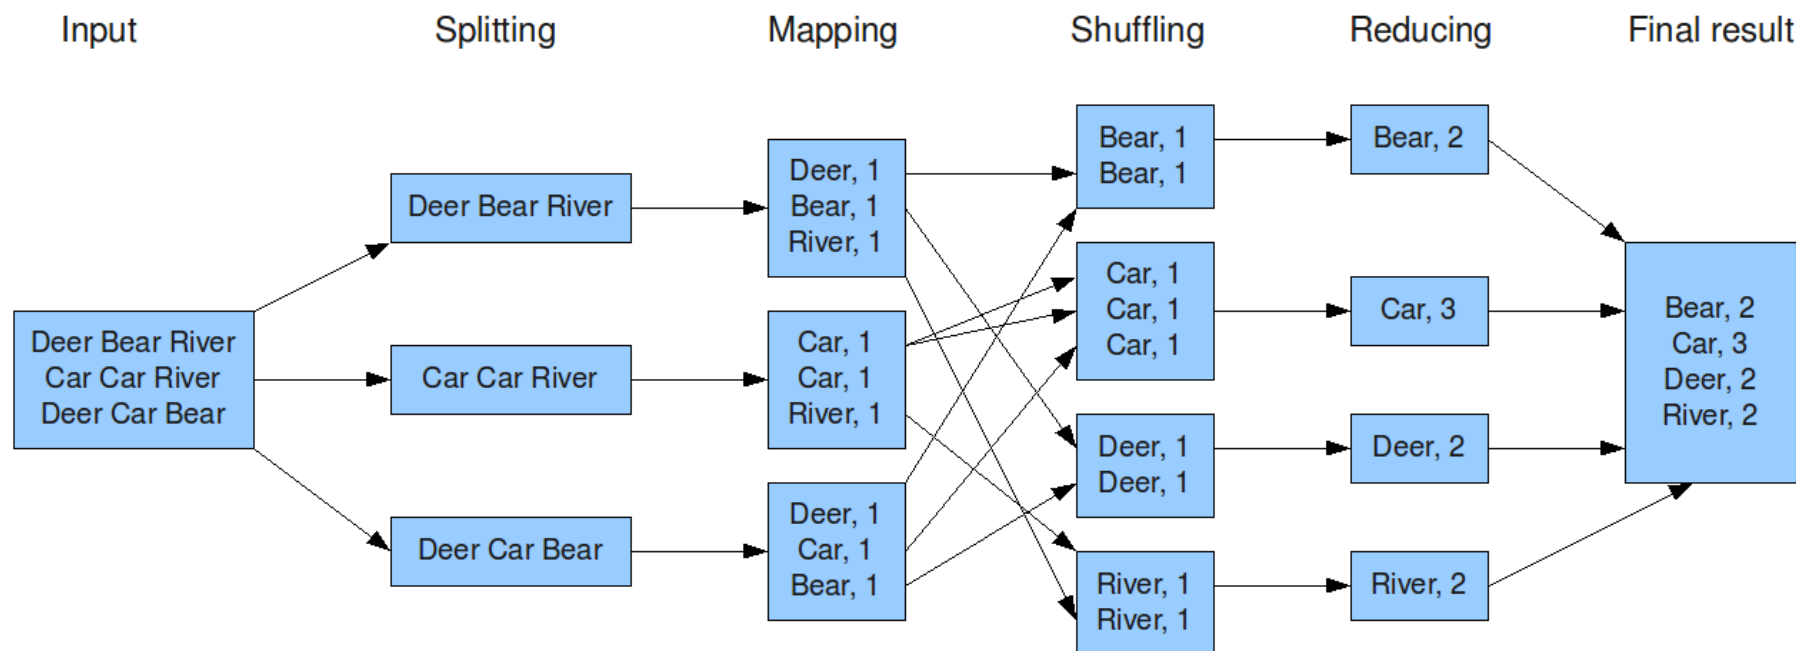 Input
Splitting
Mapping
Shuffling
Reducing
Final result
Deer Bear River
Car Car River
Deer Car Bear
Deer Bear River
Car Car River
Deer Car Bear
Deer, 1
Bear, 1
River, 1
Car, 1
Car, 1
River, 1
Deer, 1
Car, 1
Bear, 1
Bear, 1
Bear, 1
Car, 1
Car, 1
Car, 1
Deer, 1
Deer, 1
River, 1
River, 1
Bear, 2
Car, 3
Deer, 2
River, 2
Bear, 2
Car, 3
Deer, 2
River, 2